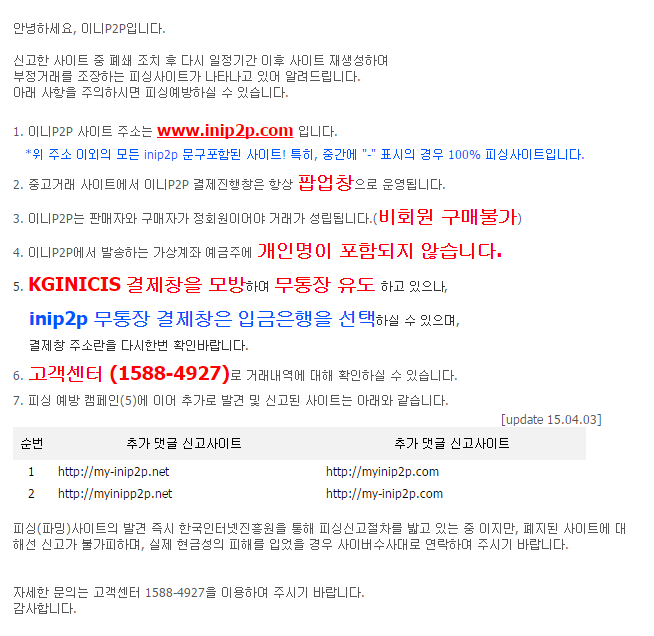 안녕하세요, 이니P2P입니다.
신고한 사이트 중 폐쇄 조치 후 다시 일정기간 이후 사이트 재생성하여
부정거래를 조장하는 피싱사이트가 나타나고 있어 알려드립니다.
아래 사항을 주의하시면 피싱예방하실 수 있습니다.
1. 이니P2P 사이트 주소는 www.inip2p.com 입니다.
*위 주소 이외의 모든 inip2p 문구포함된 사이트! 특히, 중간에 "-" 표시의 경우 100% 피싱사이트입니다.
2. 중고거래 사이트에서 이니P2P 결제진행창은 항상 팝업창으로 운영됩니다.
3. 이니P2P는 판매자와 구매자가 정회원이어야 거래가 성립됩니다.(비회원 구매불가)
4. 이니P2P에서 발송하는 가상계좌 예금주에 개인명이 포함되지 않습니다.
5. KGINICIS 결제창을 모방하여 무통장 유도 하고 있으나,
inip2p 무통장 결제창은 입금은행을 선택하실 수 있으며,
결제창 주소란을 다시한번 확인바랍니다.
6. 고객센터 (1588-4927)로 거래내역에 대해 확인하실 수 있습니다.
7. 피싱 예방 캠페인(5)에 이어 추가로 발견 및 신고된 사이트는 아래와 같습니다.
[update 15.04.03]
순번 추가 댓글 신고사이트 추가 댓글 신고사이트
1 http://my-inip2p.net http://myinip2p.com
2 http://myinipp2p.net http://my-inip2p.com
피싱(파밍)사이트의 발견 즉시 한국인터넷진흥원을 통해 피싱신고절차를 밟고 있는 중 이지만, 폐지된 사이트에 대
해선 신고가 불가피하며, 실제 현금성의 피해를 입었을 경우 사이버수사대로 연락하여 주시기 바랍니다.
자세한 문의는 고객센터 1588-4927을 이용하여 주시기 바랍니다.
감사합니다.